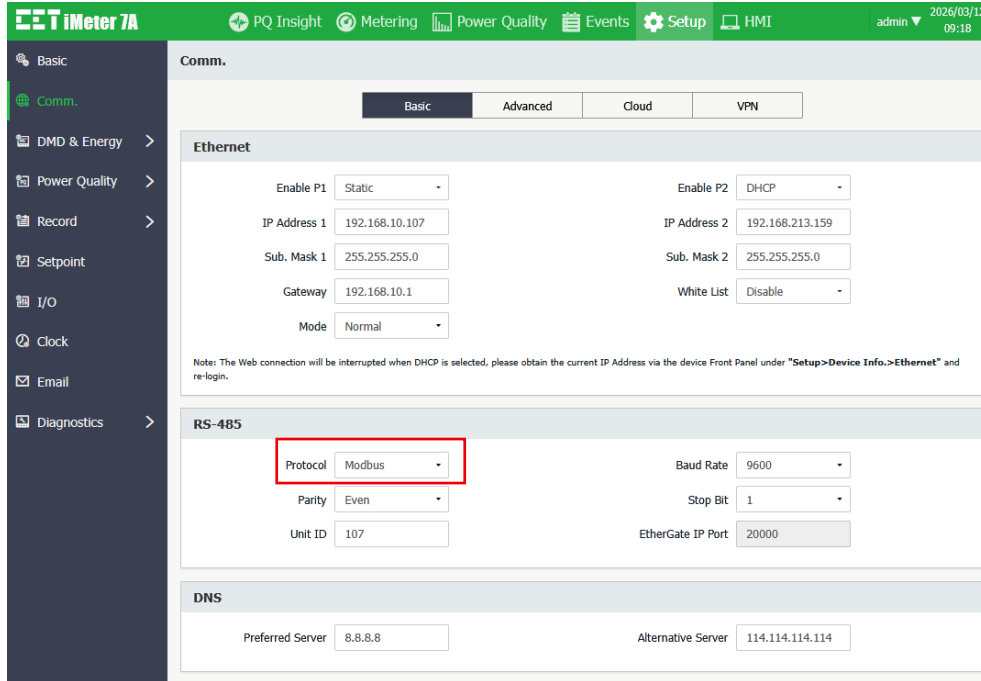 CET iMeter 7A
PQ Insight Metering Power Quality Events Setup HMI
admin
09:18
Basic
Comm.
DMD & Energy
Power Quality
Record
Setpoint
I/O
Clock
Email
Diagnostics
Comm.
Basic Advanced Cloud VPN
Ethernet
Enable P1 Static Enable P2 DHCP
IP Address 1 192.168.10.107 IP Address 2 192.168.213.159
Sub. Mask 1 255.255.255.0 Sub. Mask 2 255.255.255.0
Gateway 192.168.10.1 White List Disable
Mode Normal
Note: The Web connection will be interrupted when DHCP is selected, please obtain the current IP Address via the device Front Panel under "Setup>Device Info.>Ethernet" and
re-login.
RS-485
Protocol Modbus Baud Rate 9600
Parity Even Stop Bit 1
Unit ID 107 EtherGate IP Port 20000
DNS
Preferred Server 8.8.8.8 Alternative Server 114.114.114.114